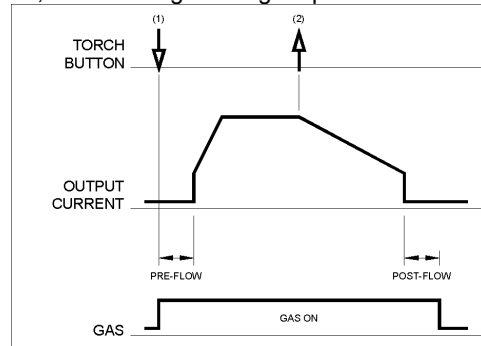 (1) (2)
TORCH
BUTTON
OUTPUT
CURRENT
PRE-FLOW POST-FLOW
GAS ON
GAS